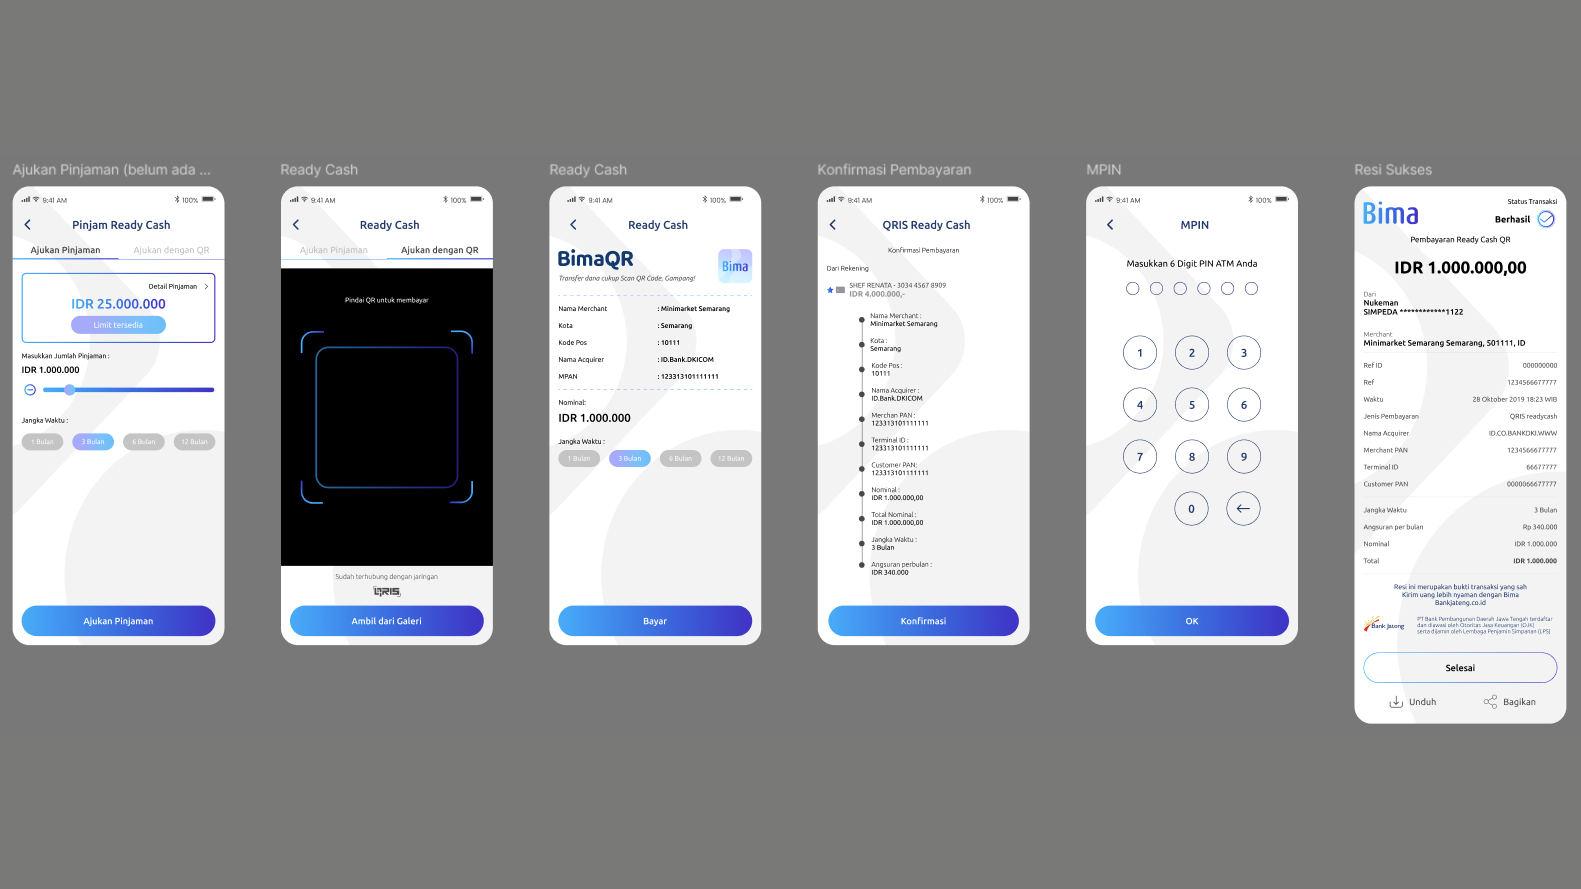 Ajukan Pinjaman (belum ada ...
9:41 AM
100%
Pinjam Ready Cash
Ajukan Pinjaman
Ajukan dengan QR
Detail Pinjaman
IDR 25.000.000
Limit tersedia
Masukkan Jumlah Pinjaman :
IDR 1.000.000
Jangka Waktu :
1 Bulan
3 Bulan
6 Bulan
12 Bulan
Ajukan Pinjaman
Ready Cash
9:41 AM
100%
Ready Cash
Ajukan Pinjaman
Ajukan dengan QR
Pindai QR untuk membayar
Sudah terhubung dengan jaringan
QRIS
Ambil dari Galeri
Ready Cash
9:41 AM
100%
Ready Cash
BimaQR
Transfer dana cukup Scan QR Code, Gampang!
Bima
Nama Merchant : Minimarket Semarang
Kota : Semarang
Kode Pos : 10111
Nama Acquirer : ID.Bank.DKICOM
MPAN : 123313101111111
Nominal:
IDR 1.000.000
Jangka Waktu :
1 Bulan
3 Bulan
6 Bulan
12 Bulan
Bayar
Konfirmasi Pembayaran
9:41 AM
100%
QRIS Ready Cash
Konfirmasi Pembayaran
Dari Rekening
SHEF RENATA - 3034 4567 8909
IDR 4.000.000,-
Nama Merchant :
Minimarket Semarang
Kota :
Semarang
Kode Pos :
10111
Nama Acquirer :
ID.Bank.DKICOM
Merchan PAN :
123313101111111
Terminal ID :
123313101111111
Customer PAN:
123313101111111
Nominal :
IDR 1.000.000,00
Total Nominal :
IDR 1.000.000,00
Jangka Waktu :
3 Bulan
Angsuran perbulan :
IDR 340.000
Konfirmasi
MPIN
9:41 AM
100%
MPIN
Masukkan 6 Digit PIN ATM Anda
1 2 3
4 5 6
7 8 9
0
OK
Resi Sukses
Bima
Status Transaksi
Berhasil
Pembayaran Ready Cash QR
IDR 1.000.000,00
Dari
Nukeman
SIMPEDA ************1122
Merchant
Minimarket Semarang Semarang, 501111, ID
Ref ID 000000000
Ref 1234566677777
Waktu 28 Oktober 2019 18:23 WIB
Jenis Pembayaran QRIS readycash
Nama Acquirer ID.CO.BANKDKI.WWW
Merchant PAN 1234566677777
Terminal ID 66677777
Customer PAN 0000066677777
Jangka Waktu 3 Bulan
Angsuran per bulan Rp 340.000
Nominal IDR 1.000.000
Total IDR 1.000.000
Resi ini merupakan bukti transaksi yang sah
Kirim uang lebih nyaman dengan Bima
Bankjateng.co.id
Bank Jateng
PT Bank Pembangunan Daerah Jawa Tengah terdaftar
dan diawasi oleh Otoritas Jasa Keuangan (OJK)
serta dijamin oleh Lembaga Penjamin Simpanan (LPS)
Selesai
Unduh
Bagikan